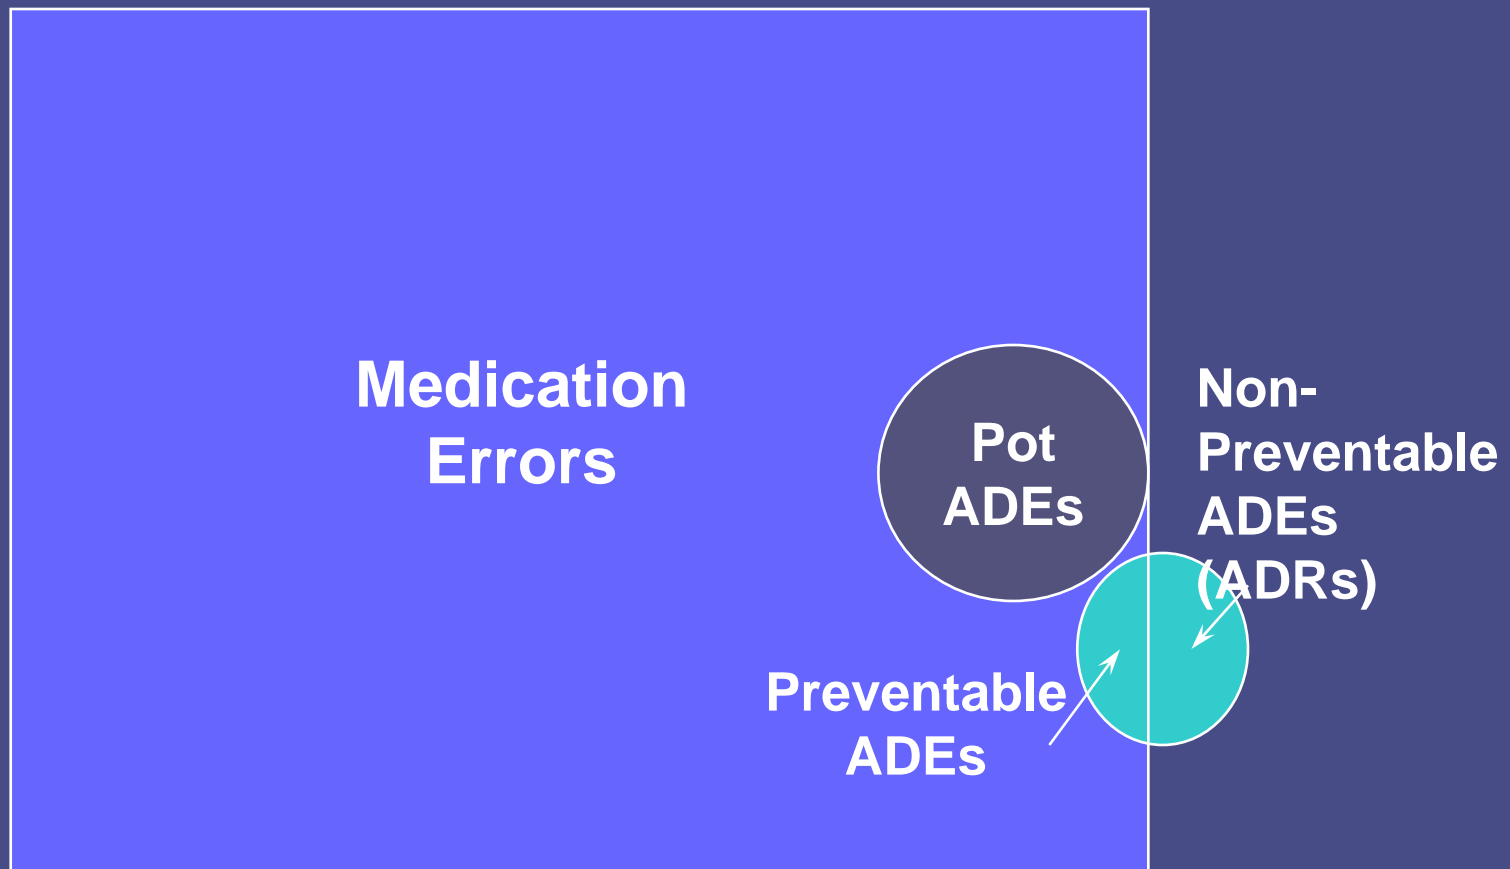 Medication
Errors
Pot
ADEs
Non-
Preventable
ADEs
(ADRs)
Preventable
ADEs